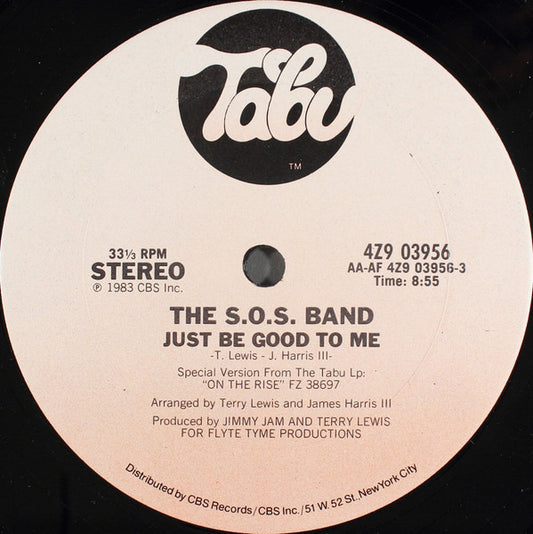 Tabu
TM
33⅓ RPM
STEREO
℗ 1983 CBS Inc.
4Z9 03956
AA-AF 4Z9 03956-3
Time: 8:55
THE S.O.S. BAND
JUST BE GOOD TO ME
-T. Lewis - J. Harris III-
Special Version From The Tabu Lp:
"ON THE RISE" FZ 38697
Arranged by Terry Lewis and James Harris III
Produced by JIMMY JAM AND TERRY LEWIS
FOR FLYTE TYME PRODUCTIONS
Distributed by CBS Records/CBS Inc./51 W. 52 St., New York City